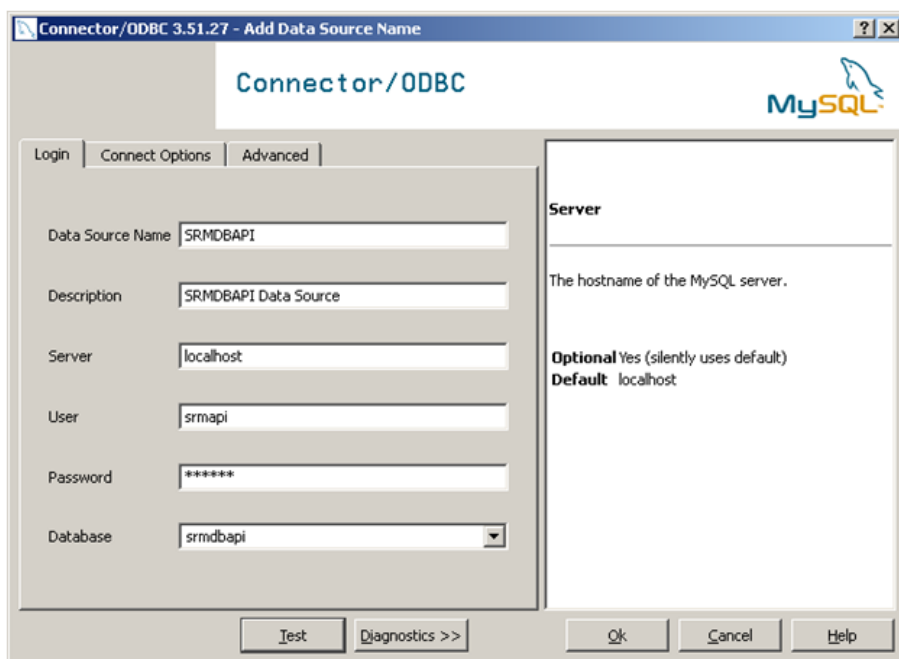 Connector/ODBC 3.51.27 - Add Data Source Name
Connector/ODBC
MySQL
Login Connect Options Advanced
Data Source Name SRMDBAPI
Description SRMDBAPI Data Source
Server localhost
User srmapi
Password ******
Database srmdbapi
Server
The hostname of the MySQL server.
Optional Yes (silently uses default)
Default localhost
Test Diagnostics >> Ok Cancel Help